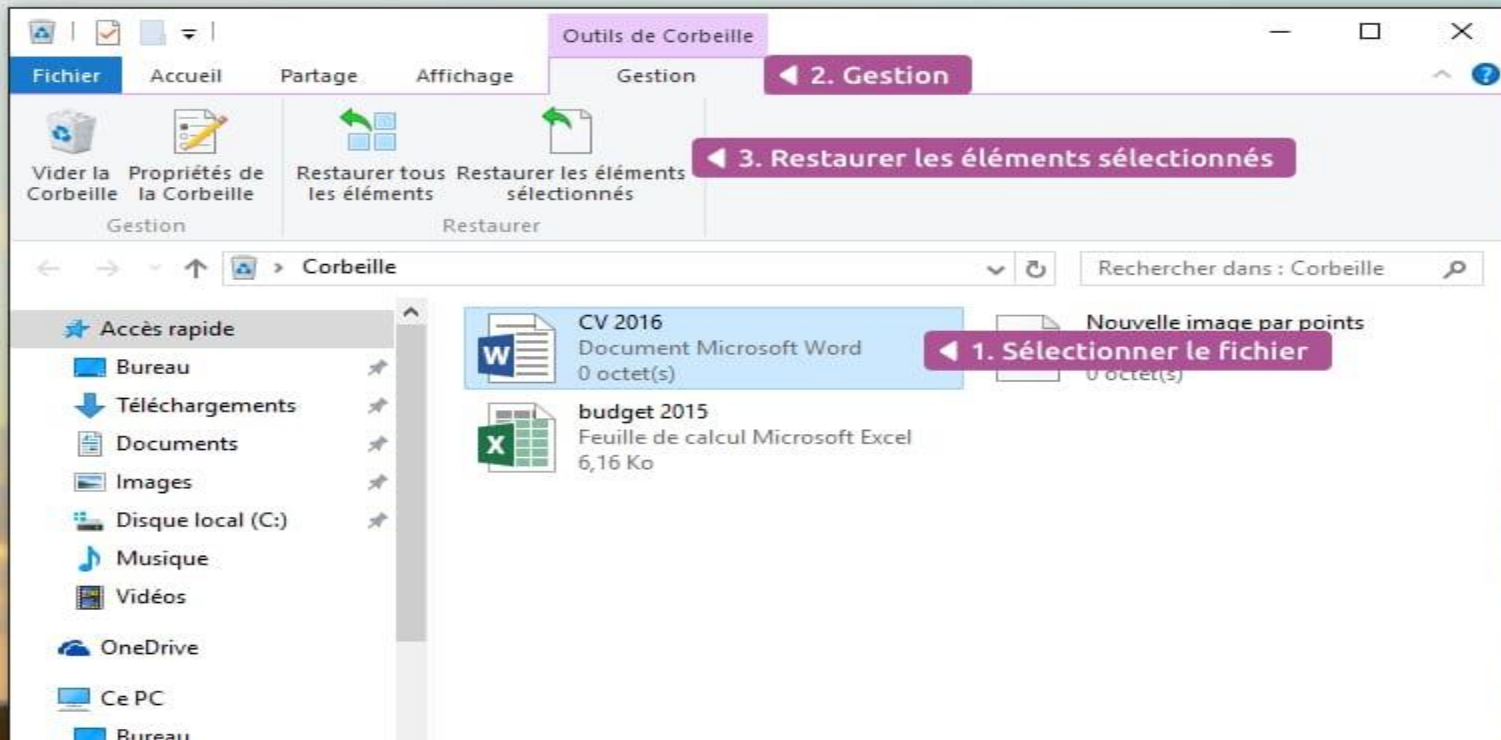 Outils de Corbeille
Fichier Accueil Partage Affichage Gestion
◀ 2. Gestion
Vider la Corbeille
Propriétés de la Corbeille
Restaurer tous les éléments
Restaurer les éléments sélectionnés
◀ 3. Restaurer les éléments sélectionnés
Gestion
Restaurer
Corbeille
Rechercher dans : Corbeille
Accès rapide
Bureau
Téléchargements
Documents
Images
Disque local (C:)
Musique
Vidéos
OneDrive
Ce PC
Bureau
CV 2016
Document Microsoft Word
0 octet(s)
◀ 1. Sélectionner le fichier
Nouvelle image par points
0 octet(s)
budget 2015
Feuille de calcul Microsoft Excel
6,16 Ko